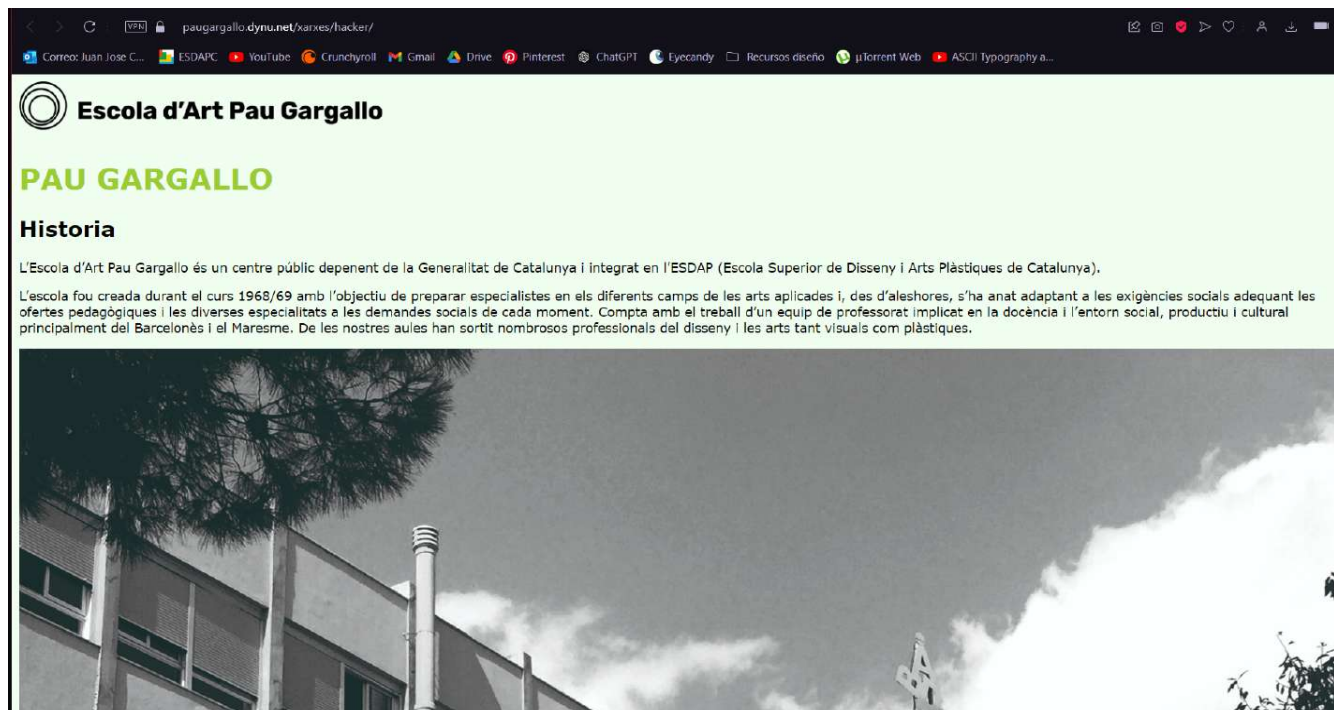 VPN paugargallo.dynu.net/xarxes/hacker/
Correo: Juan Jose C... ESDAPC YouTube Crunchyroll Gmail Drive Pinterest ChatGPT Eyecandy Recursos diseño µTorrent Web ASCII Typography a...
Escola d’Art Pau Gargallo
PAU GARGALLO
Historia
L’Escola d’Art Pau Gargallo és un centre públic depenent de la Generalitat de Catalunya i integrat en l’ESDAP (Escola Superior de Disseny i Arts Plàstiques de Catalunya).
L’escola fou creada durant el curs 1968/69 amb l’objectiu de preparar especialistes en els diferents camps de les arts aplicades i, des d’aleshores, s’ha anat adaptant a les exigències socials adequant les
ofertes pedagògiques i les diverses especialitats a les demandes socials de cada moment. Compta amb el treball d’un equip de professorat implicat en la docència i l’entorn social, productiu i cultural
principalment del Barcelonès i el Maresme. De les nostres aules han sortit nombrosos professionals del disseny i les arts tant visuals com plàstiques.